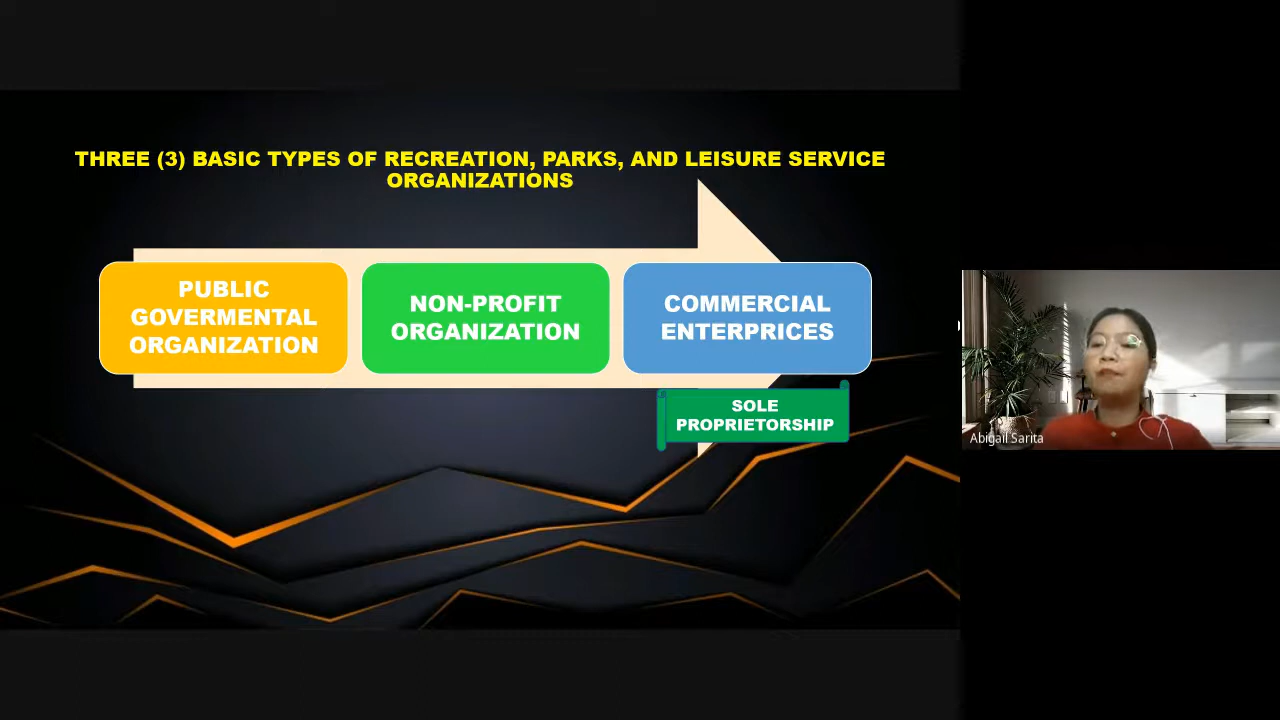 THREE (3) BASIC TYPES OF RECREATION, PARKS, AND LEISURE SERVICE
ORGANIZATIONS
PUBLIC
GOVERMENTAL
ORGANIZATION
NON-PROFIT
ORGANIZATION
COMMERCIAL
ENTERPRICES
SOLE
PROPRIETORSHIP
Abigail Sarita